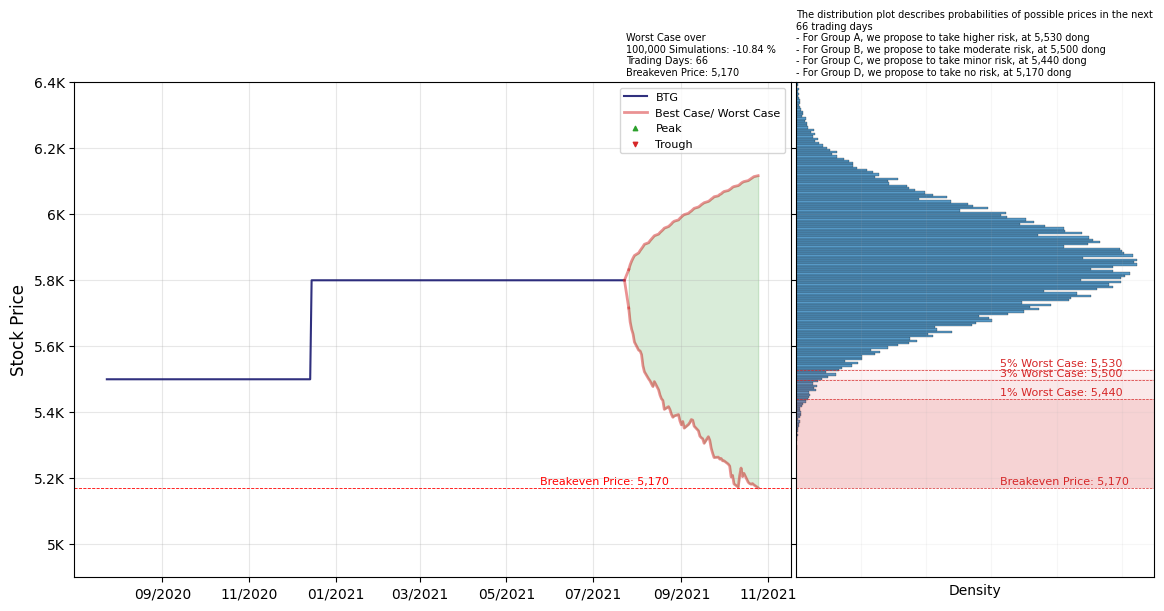 The distribution plot describes probabilities of possible prices in the next
66 trading days
- For Group A, we propose to take higher risk, at 5,530 dong
- For Group B, we propose to take moderate risk, at 5,500 dong
- For Group C, we propose to take minor risk, at 5,440 dong
- For Group D, we propose to take no risk, at 5,170 dong
Worst Case over
100,000 Simulations: -10.84 %
Trading Days: 66
Breakeven Price: 5,170
BTG
Best Case/ Worst Case
Peak
Trough
Stock Price
6.4K
6.2K
6K
5.8K
5.6K
5.4K
5.2K
5K
Breakeven Price: 5,170
09/2020
11/2020
01/2021
03/2021
05/2021
07/2021
09/2021
11/2021
5% Worst Case: 5,530
3% Worst Case: 5,500
1% Worst Case: 5,440
Breakeven Price: 5,170
Density